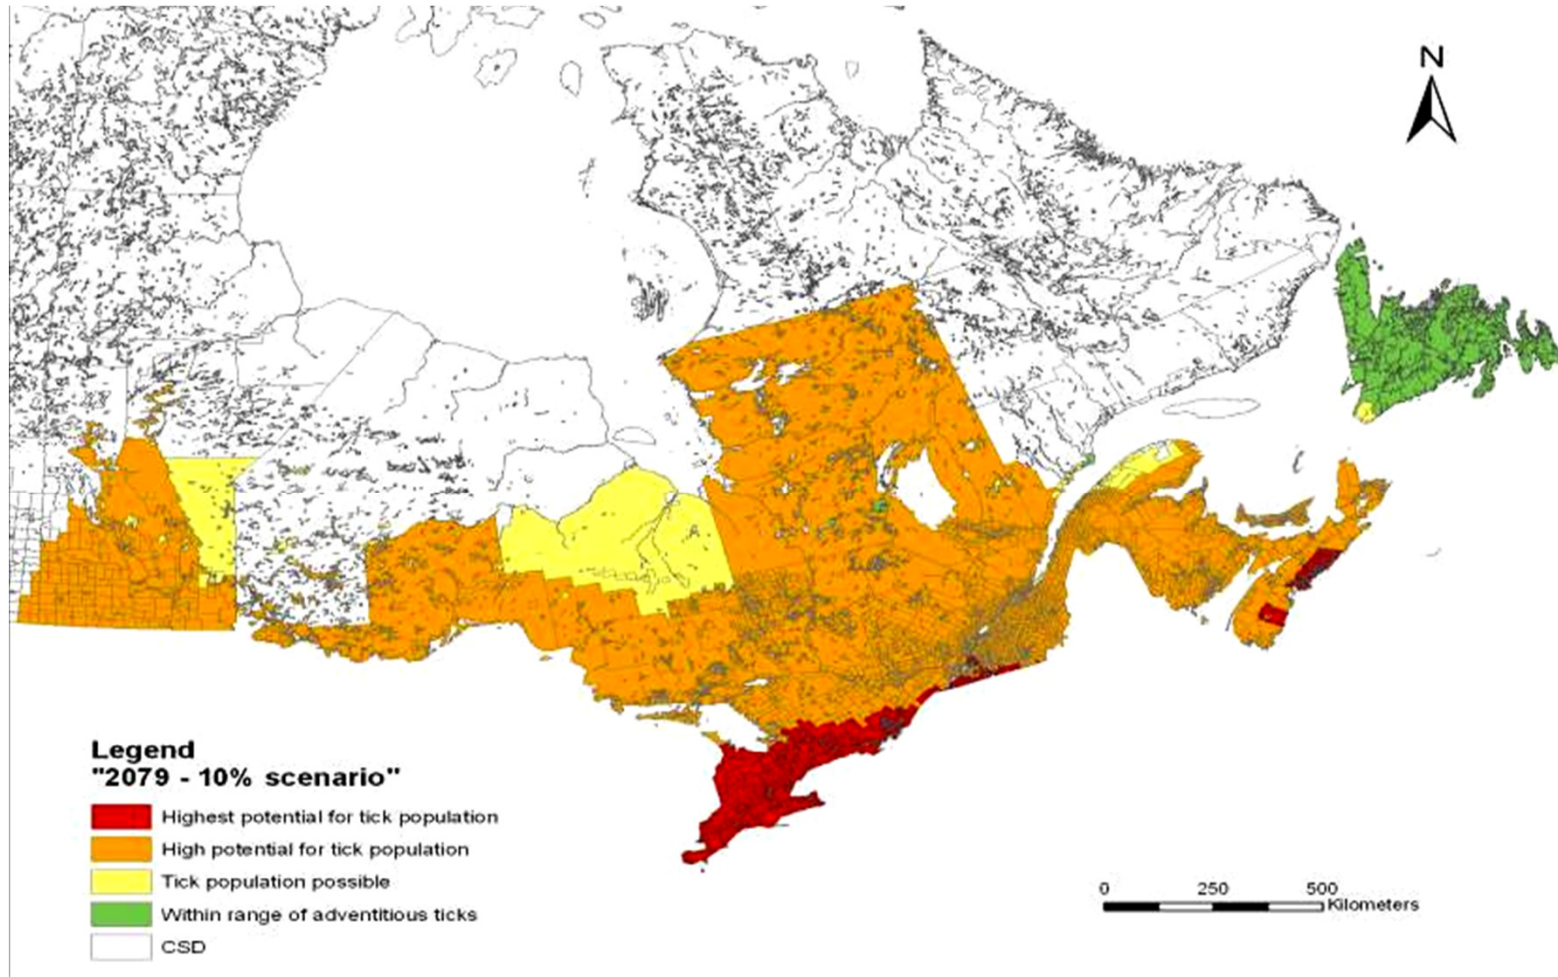 N
Legend
"2079 - 10% scenario"
Highest potential for tick population
High potential for tick population
Tick population possible
Within range of adventitious ticks
CSD
0 250 500
Kilometers